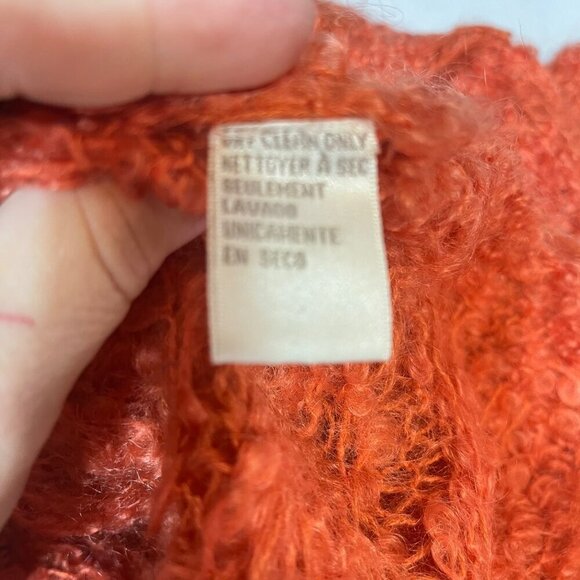 DRY CLEAN ONLY
NETTOYER À SEC
SEULEMENT
LAVADO
UNICAMENTE
EN SECO